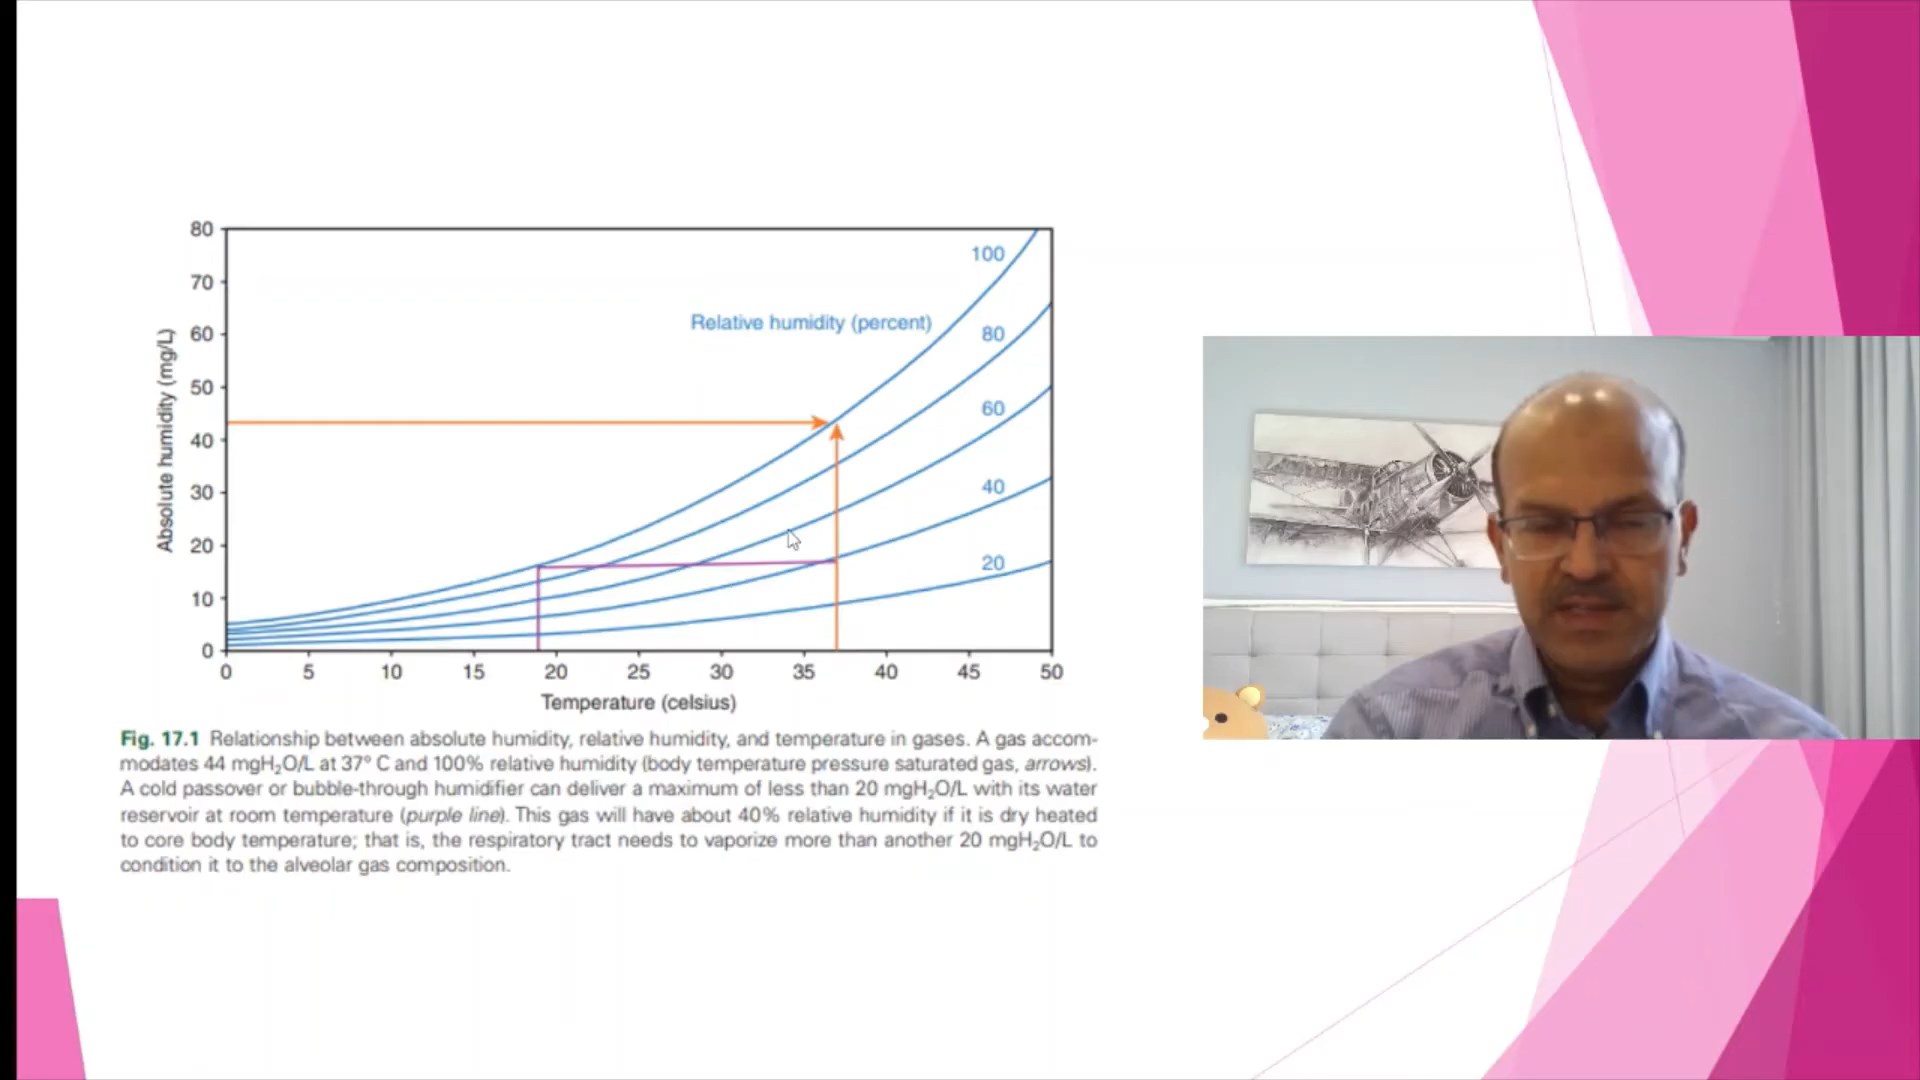 80
100
70
Relative humidity (percent)
60
80
50
60
40
40
30
20
20
10
0
Absolute humidity (mg/L)
0 5 10 15 20 25 30 35 40 45 50
Temperature (celsius)
Fig. 17.1 Relationship between absolute humidity, relative humidity, and temperature in gases. A gas accom-
modates 44 mgH₂O/L at 37° C and 100% relative humidity (body temperature pressure saturated gas, arrows).
A cold passover or bubble-through humidifier can deliver a maximum of less than 20 mgH₂O/L with its water
reservoir at room temperature (purple line). This gas will have about 40% relative humidity if it is dry heated
to core body temperature; that is, the respiratory tract needs to vaporize more than another 20 mgH₂O/L to
condition it to the alveolar gas composition.